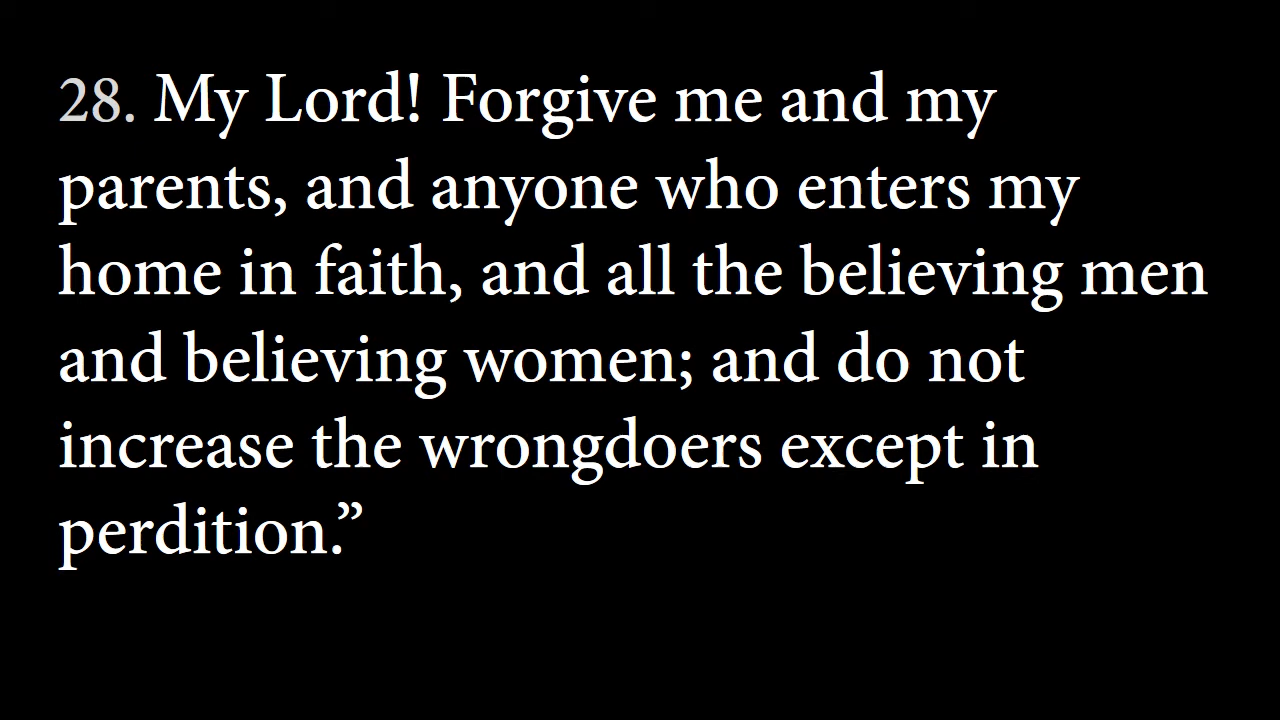 28. My Lord! Forgive me and my
parents, and anyone who enters my
home in faith, and all the believing men
and believing women; and do not
increase the wrongdoers except in
perdition.”